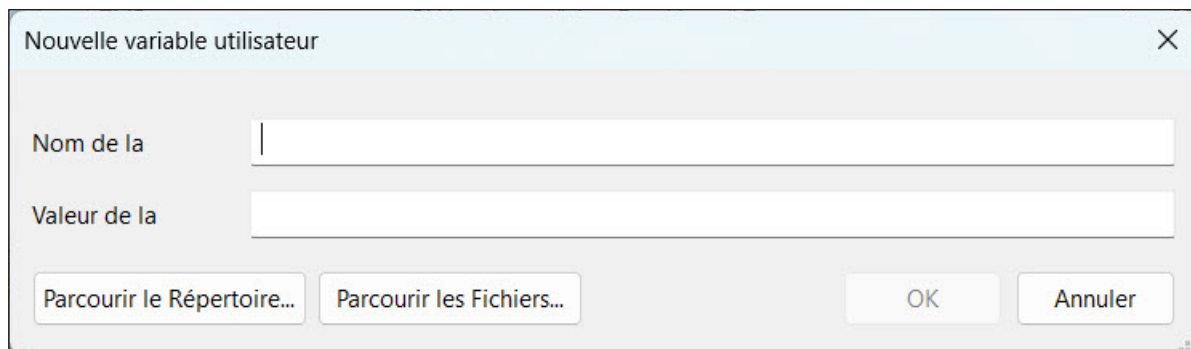 Nouvelle variable utilisateur
Nom de la
Valeur de la
Parcourir le Répertoire... Parcourir les Fichiers... OK Annuler